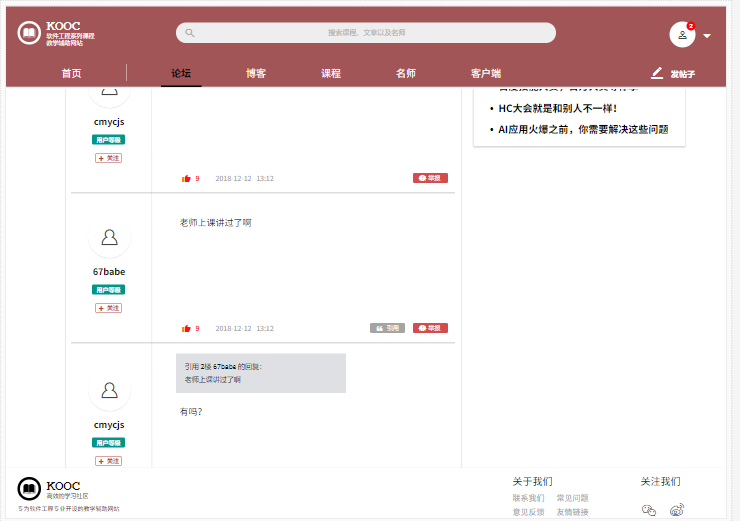 KOOC
软件工程系列课程
教学辅助网站
搜索课程，文章以及名师
2
首页
论坛
博客
课程
名师
客户端
发帖子
HC大会就是和别人不一样！
AI应用火爆之前，你需要解决这些问题
cmycjs
用户等级
+ 关注
9
2018-12-12 13:12
举报
老师上课讲过了啊
67babe
用户等级
+ 关注
9
2018-12-12 13:12
引用
举报
引用 2楼 67babe 的回复:
老师上课讲过了啊
有吗？
cmycjs
用户等级
+ 关注
KOOC
高效的学习社区
5为软件工程5业开设的教学辅助网站
关于我们
联系我们 常见问题
意见反馈 友情链接
关注我们